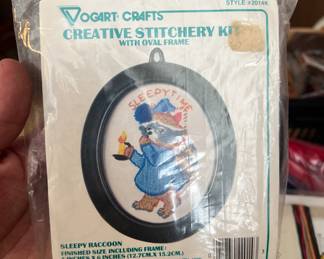 STYLE #2014K
VOGART CRAFTS
CREATIVE STITCHERY KIT
WITH OVAL FRAME
SLEEPYTIME
SLEEPY RACCOON
FINISHED SIZE INCLUDING FRAME:
5 INCHES X 6 INCHES (12.7CM. X 15.2CM.)